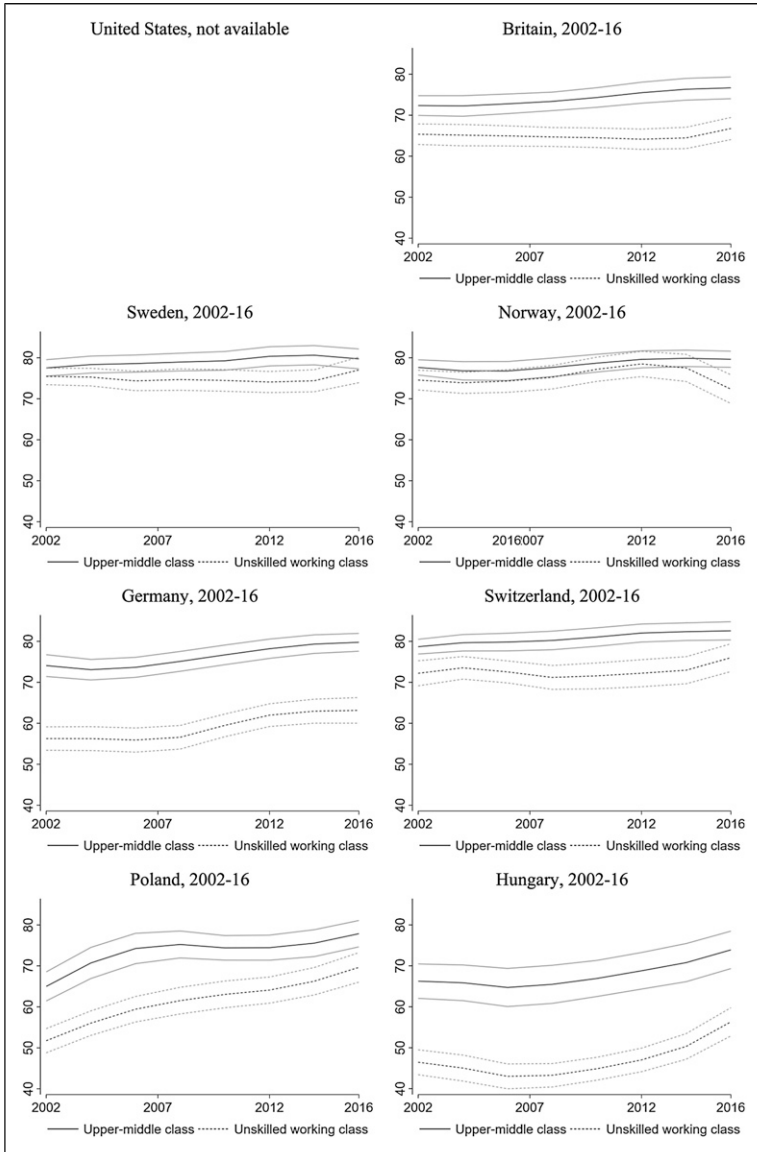 United States, not available
Britain, 2002-16
80
70
60
50
40
2002 2007 2012 2016
Upper-middle class Unskilled working class
Sweden, 2002-16
80
70
60
50
40
2002 2007 2012 2016
Upper-middle class Unskilled working class
Norway, 2002-16
80
70
60
50
40
2002 2016007 2012 2016
Upper-middle class Unskilled working class
Germany, 2002-16
80
70
60
50
40
2002 2007 2012 2016
Upper-middle class Unskilled working class
Switzerland, 2002-16
80
70
60
50
40
2002 2007 2012 2016
Upper-middle class Unskilled working class
Poland, 2002-16
80
70
60
50
40
2002 2007 2012 2016
Upper-middle class Unskilled working class
Hungary, 2002-16
80
70
60
50
40
2002 2007 2012 2016
Upper-middle class Unskilled working class